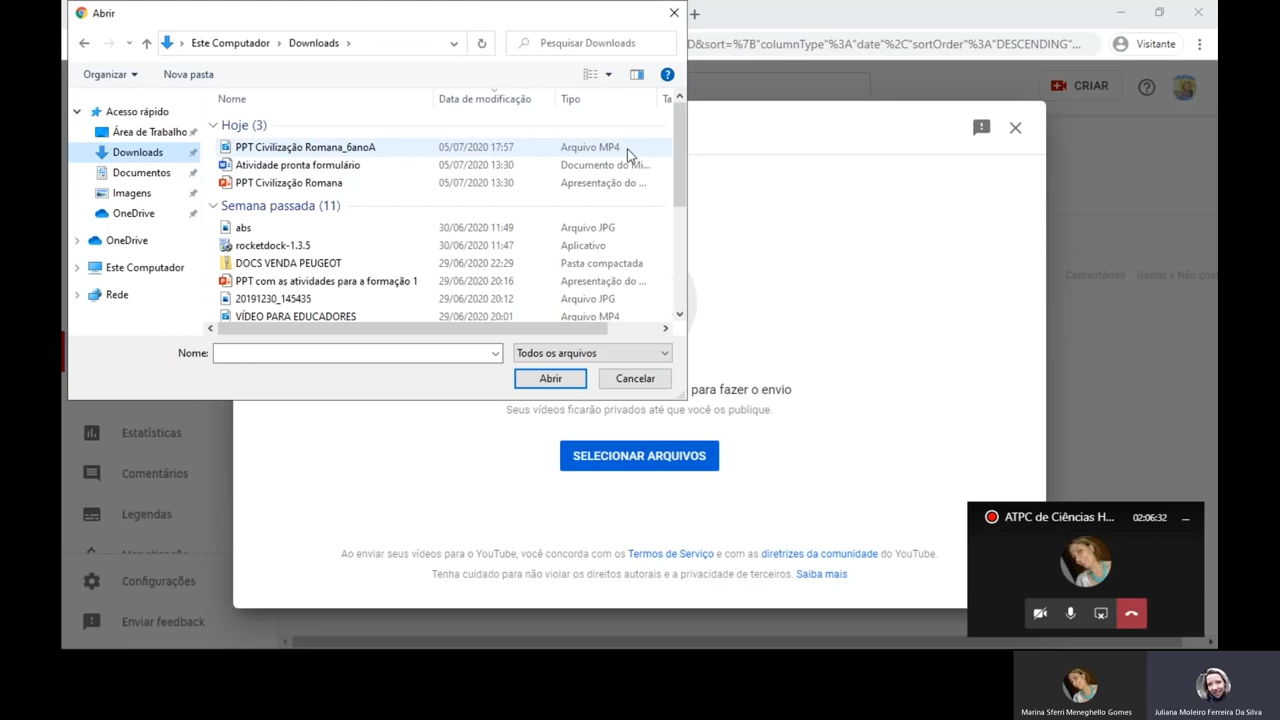 Abrir
Este Computador
Downloads
Pesquisar Downloads
D&sort=%7B"columnType"%3A"date"%2C"sortOrder"%3A"DESCENDING"...
Visitante
Organizar
Nova pasta
CRIAR
Nome
Data de modificação
Tipo
Ta
Acesso rápido
Área de Trabalho
Downloads
Documentos
Imagens
OneDrive
OneDrive
Este Computador
Rede
Hoje (3)
PPT Civilização Romana_6anoA 05/07/2020 17:57 Arquivo MP4
Atividade pronta formulário 05/07/2020 13:30 Documento do Mi...
PPT Civilização Romana 05/07/2020 13:30 Apresentação do ...
Semana passada (11)
abs 30/06/2020 11:49 Arquivo JPG
rocketdock-1.3.5 30/06/2020 11:47 Aplicativo
DOCS VENDA PEUGEOT 29/06/2020 22:29 Pasta compactada
PPT com as atividades para a formação 1 29/06/2020 20:16 Apresentação do ...
20191230_145435 29/06/2020 20:12 Arquivo JPG
VÍDEO PARA EDUCADORES 29/06/2020 20:01 Arquivo MP4
Nome:
Todos os arquivos
Abrir
Cancelar
Comentários
Gostei x Não gos
para fazer o envio
Seus vídeos ficarão privados até que você os publique.
SELECIONAR ARQUIVOS
Ao enviar seus vídeos para o YouTube, você concorda com os Termos de Serviço e com as diretrizes da comunidade do YouTube.
Tenha cuidado para não violar os direitos autorais e a privacidade de terceiros. Saiba mais
Estatísticas
Comentários
Legendas
Configurações
Enviar feedback
ATPC de Ciências H...
02:06:32
Marina Sferri Meneghello Gomes
Juliana Moleiro Ferreira Da Silva